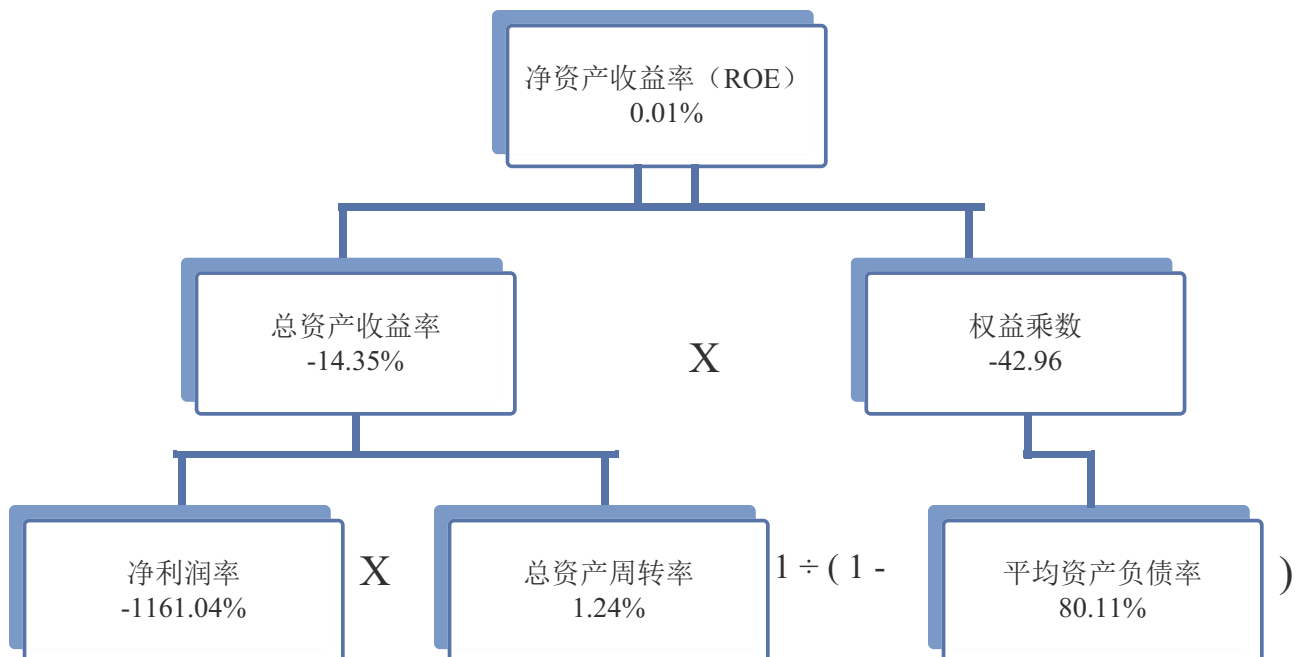 净资产收益率（ROE）
0.01%
总资产收益率
-14.35%
X
权益乘数
-42.96
净利润率
-1161.04%
X
总资产周转率
1.24%
1 ÷ ( 1 -
平均资产负债率
80.11%
)